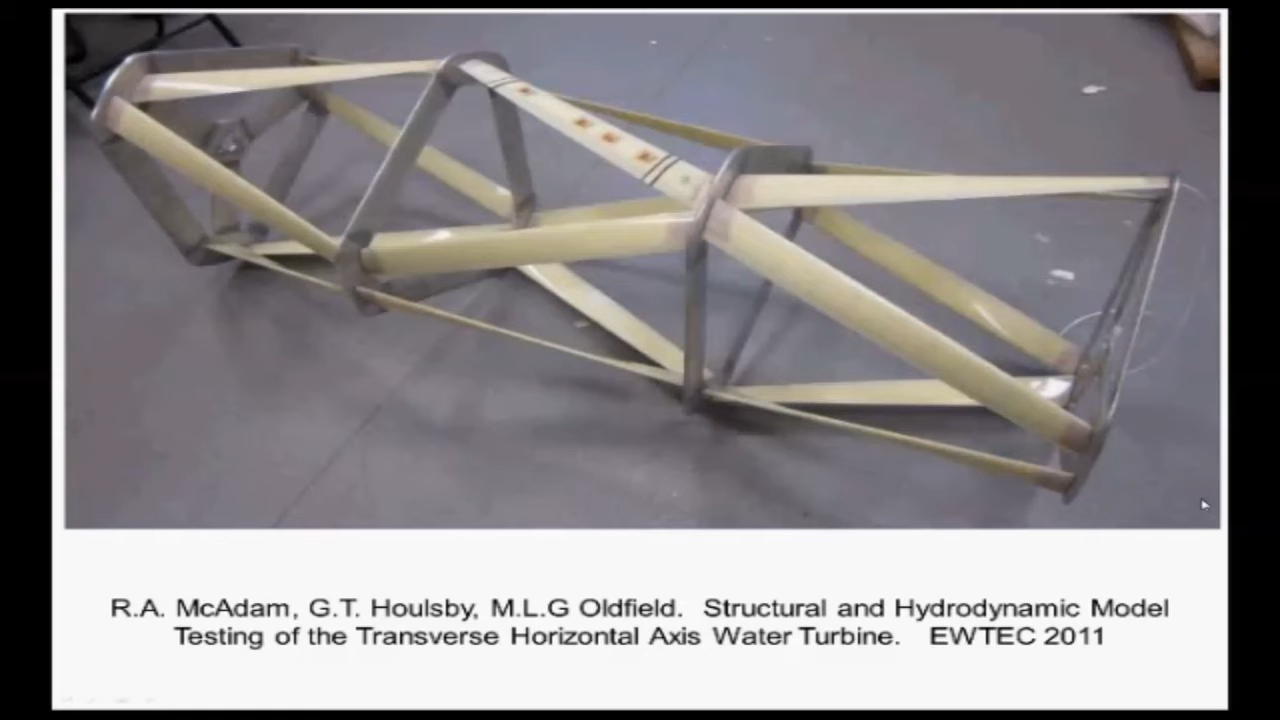 R.A. McAdam, G.T. Houlsby, M.L.G Oldfield. Structural and Hydrodynamic Model
Testing of the Transverse Horizontal Axis Water Turbine. EWTEC 2011